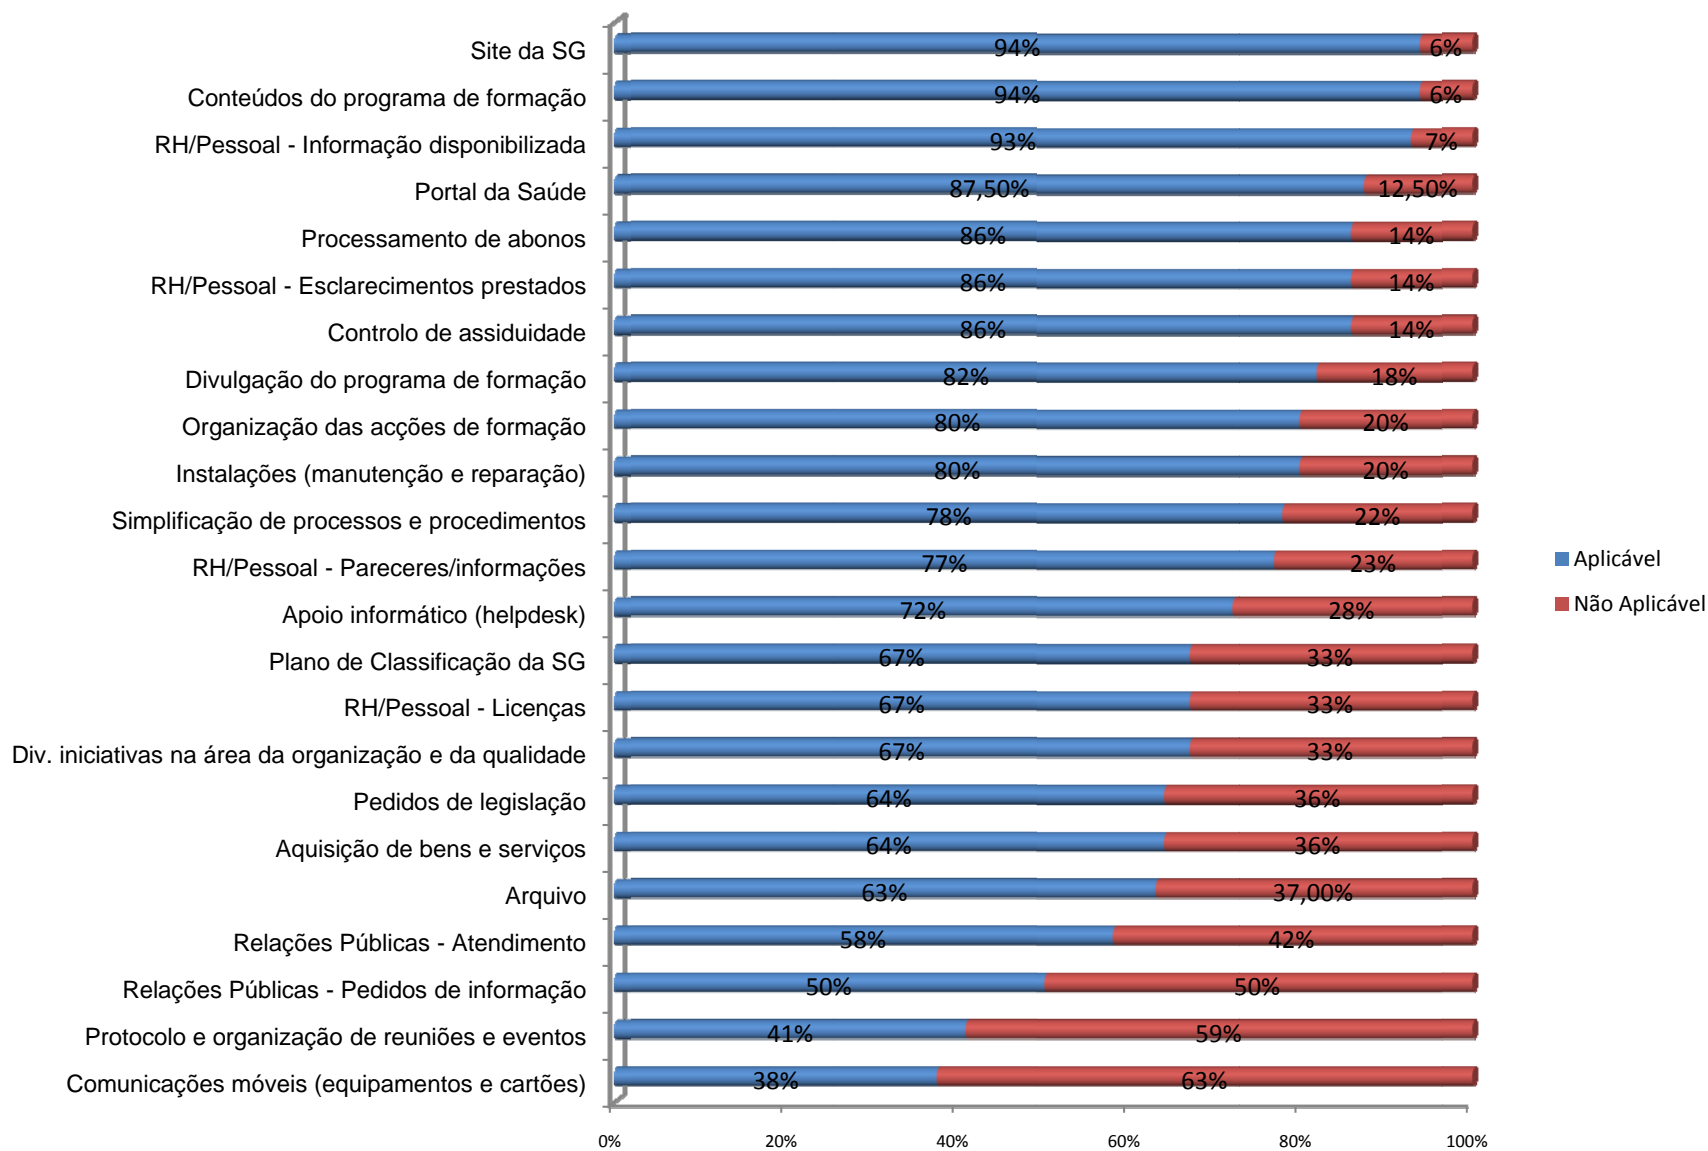 Site da SG 94% 6%
Conteúdos do programa de formação 94% 6%
RH/Pessoal - Informação disponibilizada 93% 7%
Portal da Saúde 87,50% 12,50%
Processamento de abonos 86% 14%
RH/Pessoal - Esclarecimentos prestados 86% 14%
Controlo de assiduidade 86% 14%
Divulgação do programa de formação 82% 18%
Organização das acções de formação 80% 20%
Instalações (manutenção e reparação) 80% 20%
Simplificação de processos e procedimentos 78% 22%
RH/Pessoal - Pareceres/informações 77% 23%
Apoio informático (helpdesk) 72% 28%
Plano de Classificação da SG 67% 33%
RH/Pessoal - Licenças 67% 33%
Div. iniciativas na área da organização e da qualidade 67% 33%
Pedidos de legislação 64% 36%
Aquisição de bens e serviços 64% 36%
Arquivo 63% 37,00%
Relações Públicas - Atendimento 58% 42%
Relações Públicas - Pedidos de informação 50% 50%
Protocolo e organização de reuniões e eventos 41% 59%
Comunicações móveis (equipamentos e cartões) 38% 63%
0% 20% 40% 60% 80% 100%
Aplicável
Não Aplicável